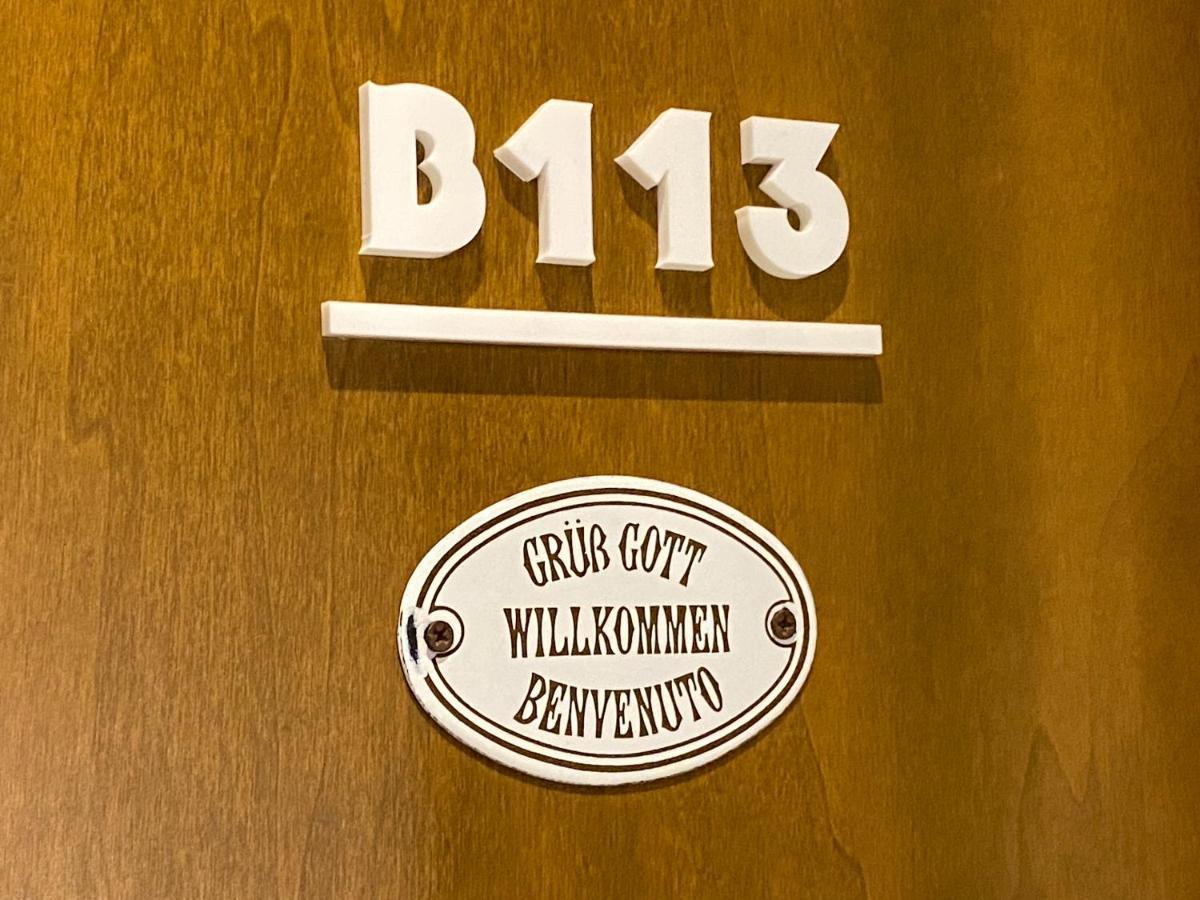 B113
GRÜß GOTT
WILLKOMMEN
BENVENUTO